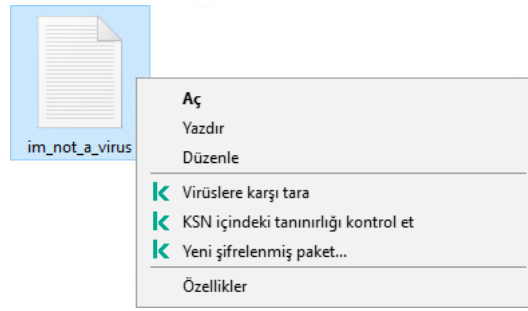 im_not_a_virus
Aç
Yazdır
Düzenle
Virüslere karşı tara
KSN içindeki tanınırlığı kontrol et
Yeni şifrelenmiş paket...
Özellikler